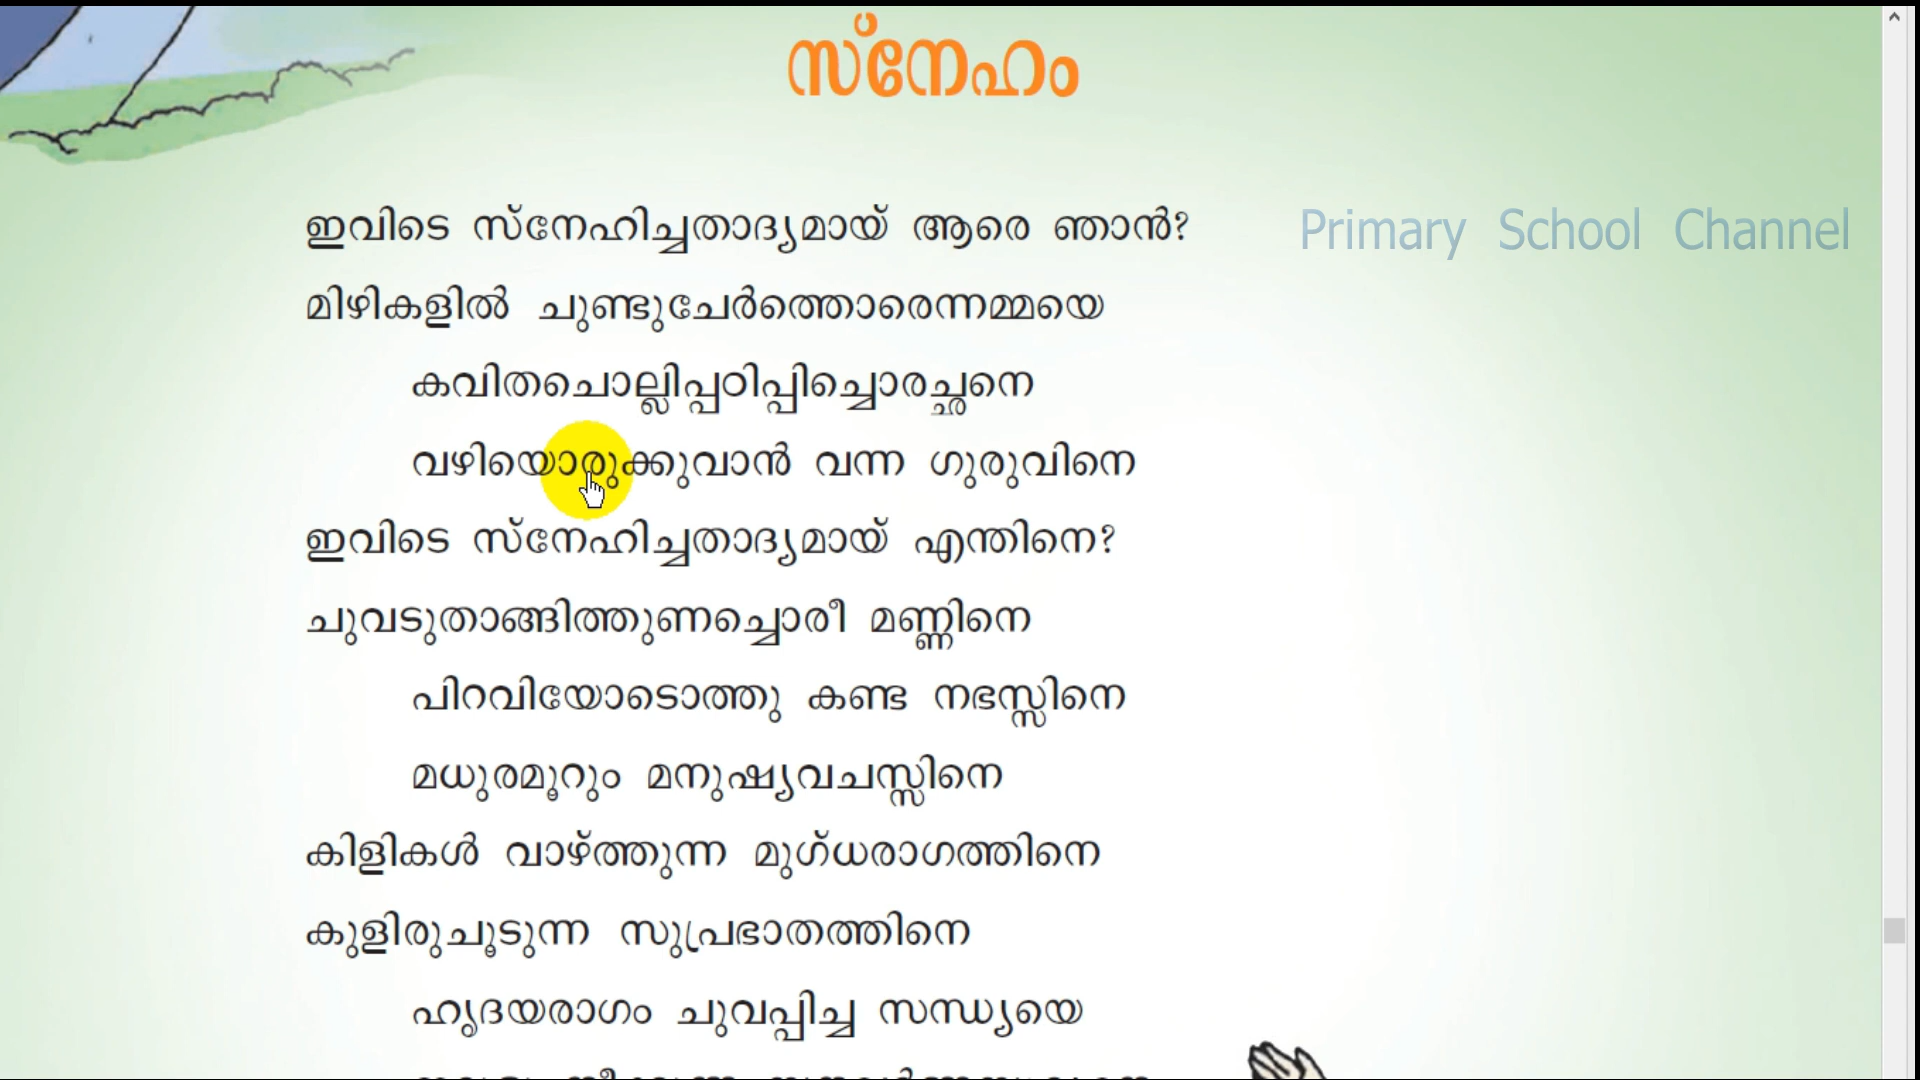 സ്നേഹം
ഇവിടെ സ്നേഹിച്ചതാദ്യമായ് ആരെ ഞാൻ?
Primary School Channel
മിഴികളിൽ ചുണ്ടുചേർത്തൊരെന്നമ്മയെ
കവിതചൊല്ലിപ്പഠിപ്പിച്ചൊരച്ഛനെ
വഴിയൊരുക്കുവാൻ വന്ന ഗുരുവിനെ
ഇവിടെ സ്നേഹിച്ചതാദ്യമായ് എന്തിനെ?
ചുവടുതാങ്ങിത്തുണച്ചൊരീ മണ്ണിനെ
പിറവിയോടൊത്തു കണ്ട നഭസ്സിനെ
മധുരമൂറും മനുഷ്യവചസ്സിനെ
കിളികൾ വാഴ്ത്തുന്ന മുഗ്ധരാഗത്തിനെ
കുളിരുചൂടുന്ന സുപ്രഭാതത്തിനെ
ഹൃദയരാഗം ചുവപ്പിച്ച സന്ധ്യയെ